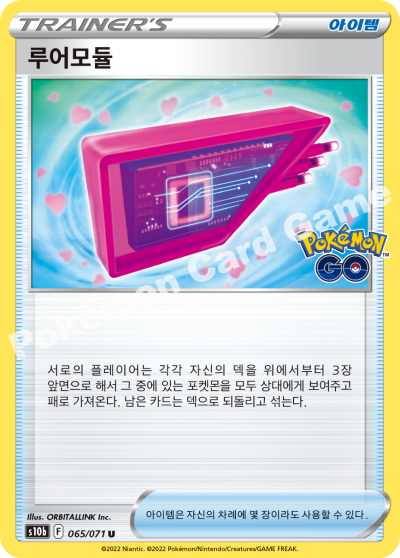 TRAINER'S
아이템
루어모듈
Pokémon GO™
Pokémon Card Game
서로의 플레이어는 각각 자신의 덱을 위에서부터 3장
앞면으로 해서 그 중에 있는 포켓몬을 모두 상대에게 보여주고
패로 가져온다. 남은 카드는 덱으로 되돌리고 섞는다.
Illus. ORBITALLINK Inc.
s10b F 065/071 U
아이템은 자신의 차례에 몇 장이라도 사용할 수 있다.
©2022 Niantic. ©2022 Pokémon/Nintendo/Creatures/GAME FREAK.